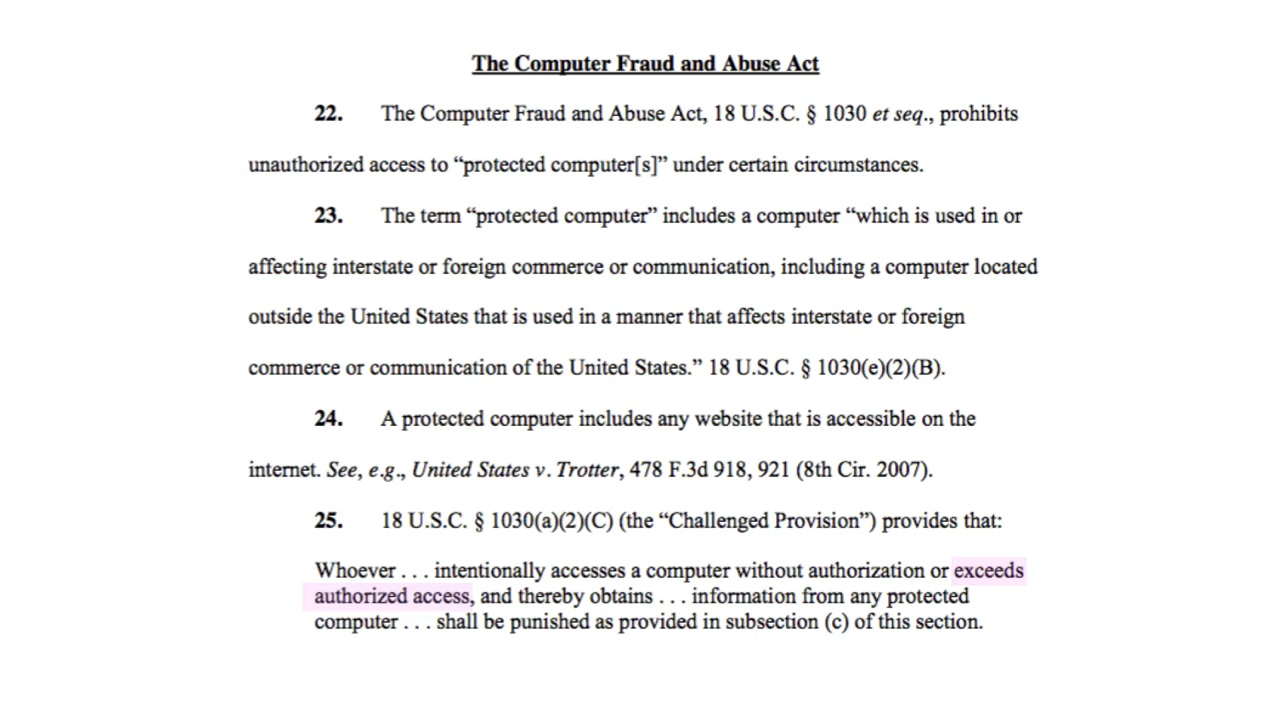 The Computer Fraud and Abuse Act
22. The Computer Fraud and Abuse Act, 18 U.S.C. § 1030 et seq., prohibits
unauthorized access to “protected computer[s]” under certain circumstances.
23. The term “protected computer” includes a computer “which is used in or
affecting interstate or foreign commerce or communication, including a computer located
outside the United States that is used in a manner that affects interstate or foreign
commerce or communication of the United States.” 18 U.S.C. § 1030(e)(2)(B).
24. A protected computer includes any website that is accessible on the
internet. See, e.g., United States v. Trotter, 478 F.3d 918, 921 (8th Cir. 2007).
25. 18 U.S.C. § 1030(a)(2)(C) (the “Challenged Provision”) provides that:
Whoever . . . intentionally accesses a computer without authorization or exceeds
authorized access, and thereby obtains . . . information from any protected
computer . . . shall be punished as provided in subsection (c) of this section.